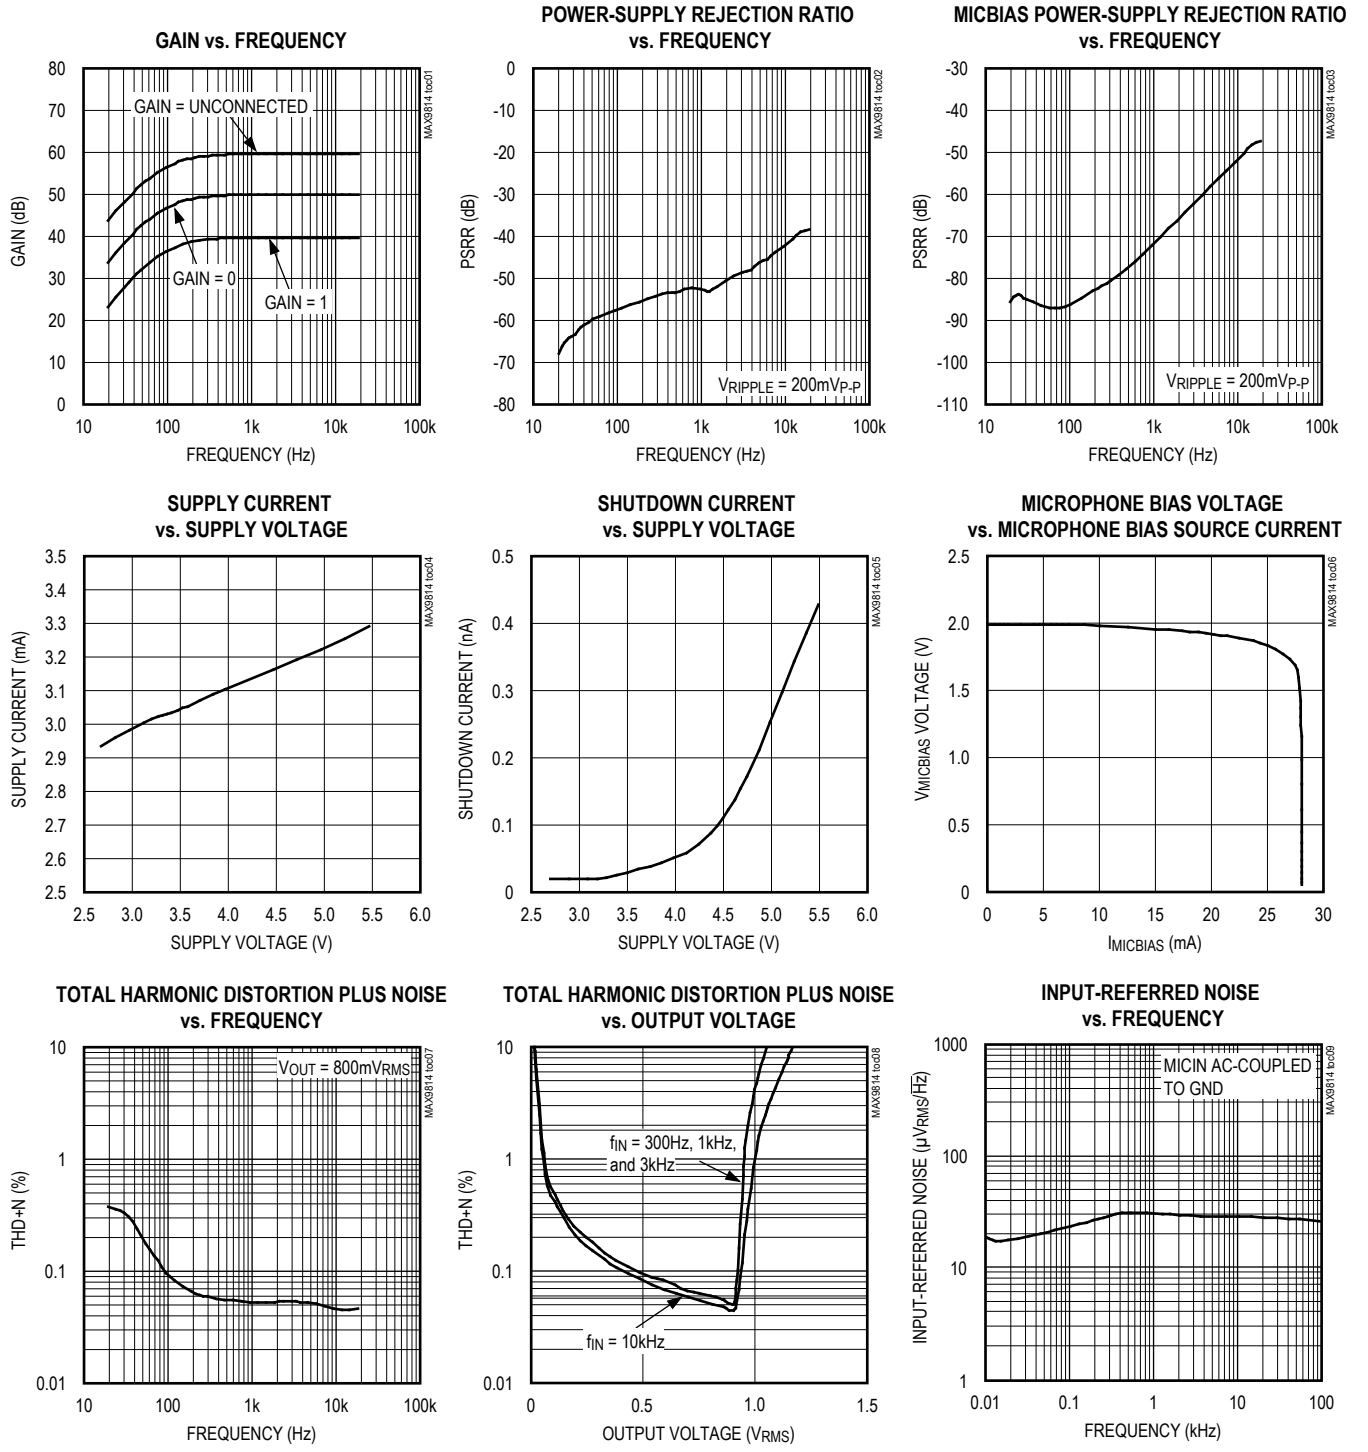 GAIN vs. FREQUENCY
80
70
60
50
40
30
20
10
0
GAIN (dB)
GAIN = UNCONNECTED
GAIN = 0
GAIN = 1
MAX9814 toc01
10 100 1k 10k 100k
FREQUENCY (Hz)
POWER-SUPPLY REJECTION RATIO
vs. FREQUENCY
0
-10
-20
-30
-40
-50
-60
-70
-80
PSRR (dB)
VRIPPLE = 200mVP-P
MAX9814 toc02
10 100 1k 10k 100k
FREQUENCY (Hz)
MICBIAS POWER-SUPPLY REJECTION RATIO
vs. FREQUENCY
-30
-40
-50
-60
-70
-80
-90
-100
-110
PSRR (dB)
VRIPPLE = 200mVP-P
MAX9814 toc03
10 100 1k 10k 100k
FREQUENCY (Hz)
SUPPLY CURRENT
vs. SUPPLY VOLTAGE
3.5
3.4
3.3
3.2
3.1
3.0
2.9
2.8
2.7
2.6
2.5
SUPPLY CURRENT (mA)
MAX9814 toc04
2.5 3.0 3.5 4.0 4.5 5.0 5.5 6.0
SUPPLY VOLTAGE (V)
SHUTDOWN CURRENT
vs. SUPPLY VOLTAGE
0.5
0.4
0.3
0.2
0.1
0
SHUTDOWN CURRENT (nA)
MAX9814 toc05
2.5 3.0 3.5 4.0 4.5 5.0 5.5 6.0
SUPPLY VOLTAGE (V)
MICROPHONE BIAS VOLTAGE
vs. MICROPHONE BIAS SOURCE CURRENT
2.5
2.0
1.5
1.0
0.5
0
VMICBIAS VOLTAGE (V)
MAX9814 toc06
0 5 10 15 20 25 30
IMICBIAS (mA)
TOTAL HARMONIC DISTORTION PLUS NOISE
vs. FREQUENCY
10
1
0.1
0.01
THD+N (%)
VOUT = 800mVRMS
MAX9814 toc07
10 100 1k 10k 100k
FREQUENCY (Hz)
TOTAL HARMONIC DISTORTION PLUS NOISE
vs. OUTPUT VOLTAGE
10
1
0.1
0.01
THD+N (%)
fIN = 300Hz, 1kHz,
and 3kHz
fIN = 10kHz
MAX9814 toc08
0 0.5 1.0 1.5
OUTPUT VOLTAGE (VRMS)
INPUT-REFERRED NOISE
vs. FREQUENCY
1000
100
10
1
INPUT-REFERRED NOISE (µVRMS/Hz)
MICIN AC-COUPLED
TO GND
MAX9814 toc09
0.01 0.1 1 10 100
FREQUENCY (kHz)